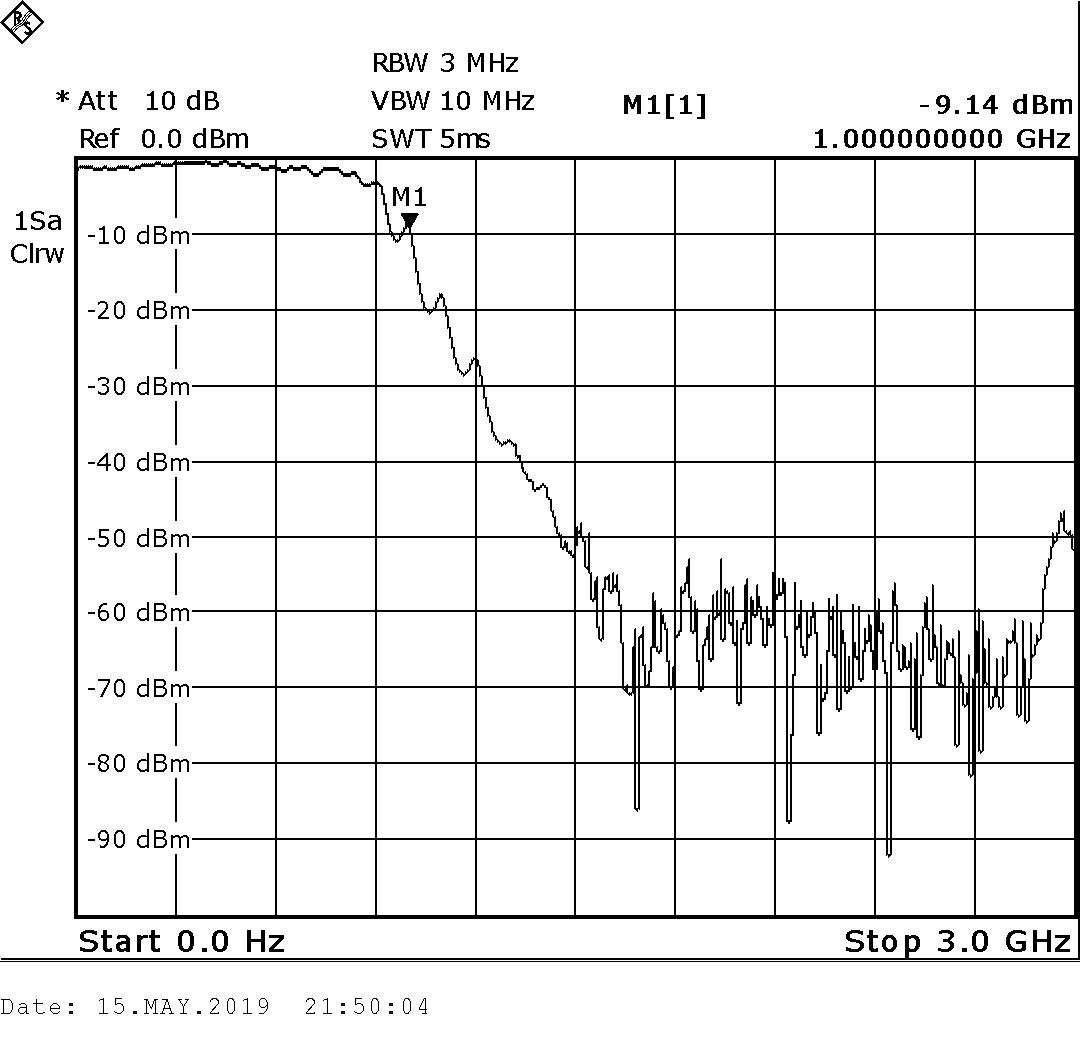 R S
RBW 3 MHz
* Att 10 dB VBW 10 MHz M1[1] -9.14 dBm
Ref 0.0 dBm SWT 5ms 1.000000000 GHz
M1
1Sa
Clrw
-10 dBm
-20 dBm
-30 dBm
-40 dBm
-50 dBm
-60 dBm
-70 dBm
-80 dBm
-90 dBm
Start 0.0 Hz Stop 3.0 GHz
Date: 15.MAY.2019 21:50:04